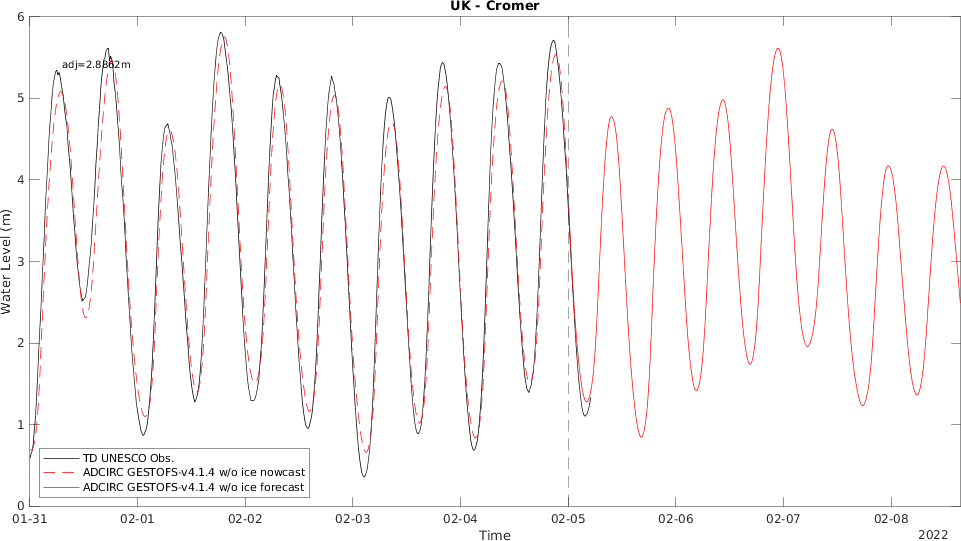 UK - Cromer
adj=2.8862m
6
5
4
3
2
1
0
Water Level (m)
TD UNESCO Obs.
ADCIRC GESTOFS-v4.1.4 w/o ice nowcast
ADCIRC GESTOFS-v4.1.4 w/o ice forecast
01-31 02-01 02-02 02-03 02-04 02-05 02-06 02-07 02-08
Time
2022